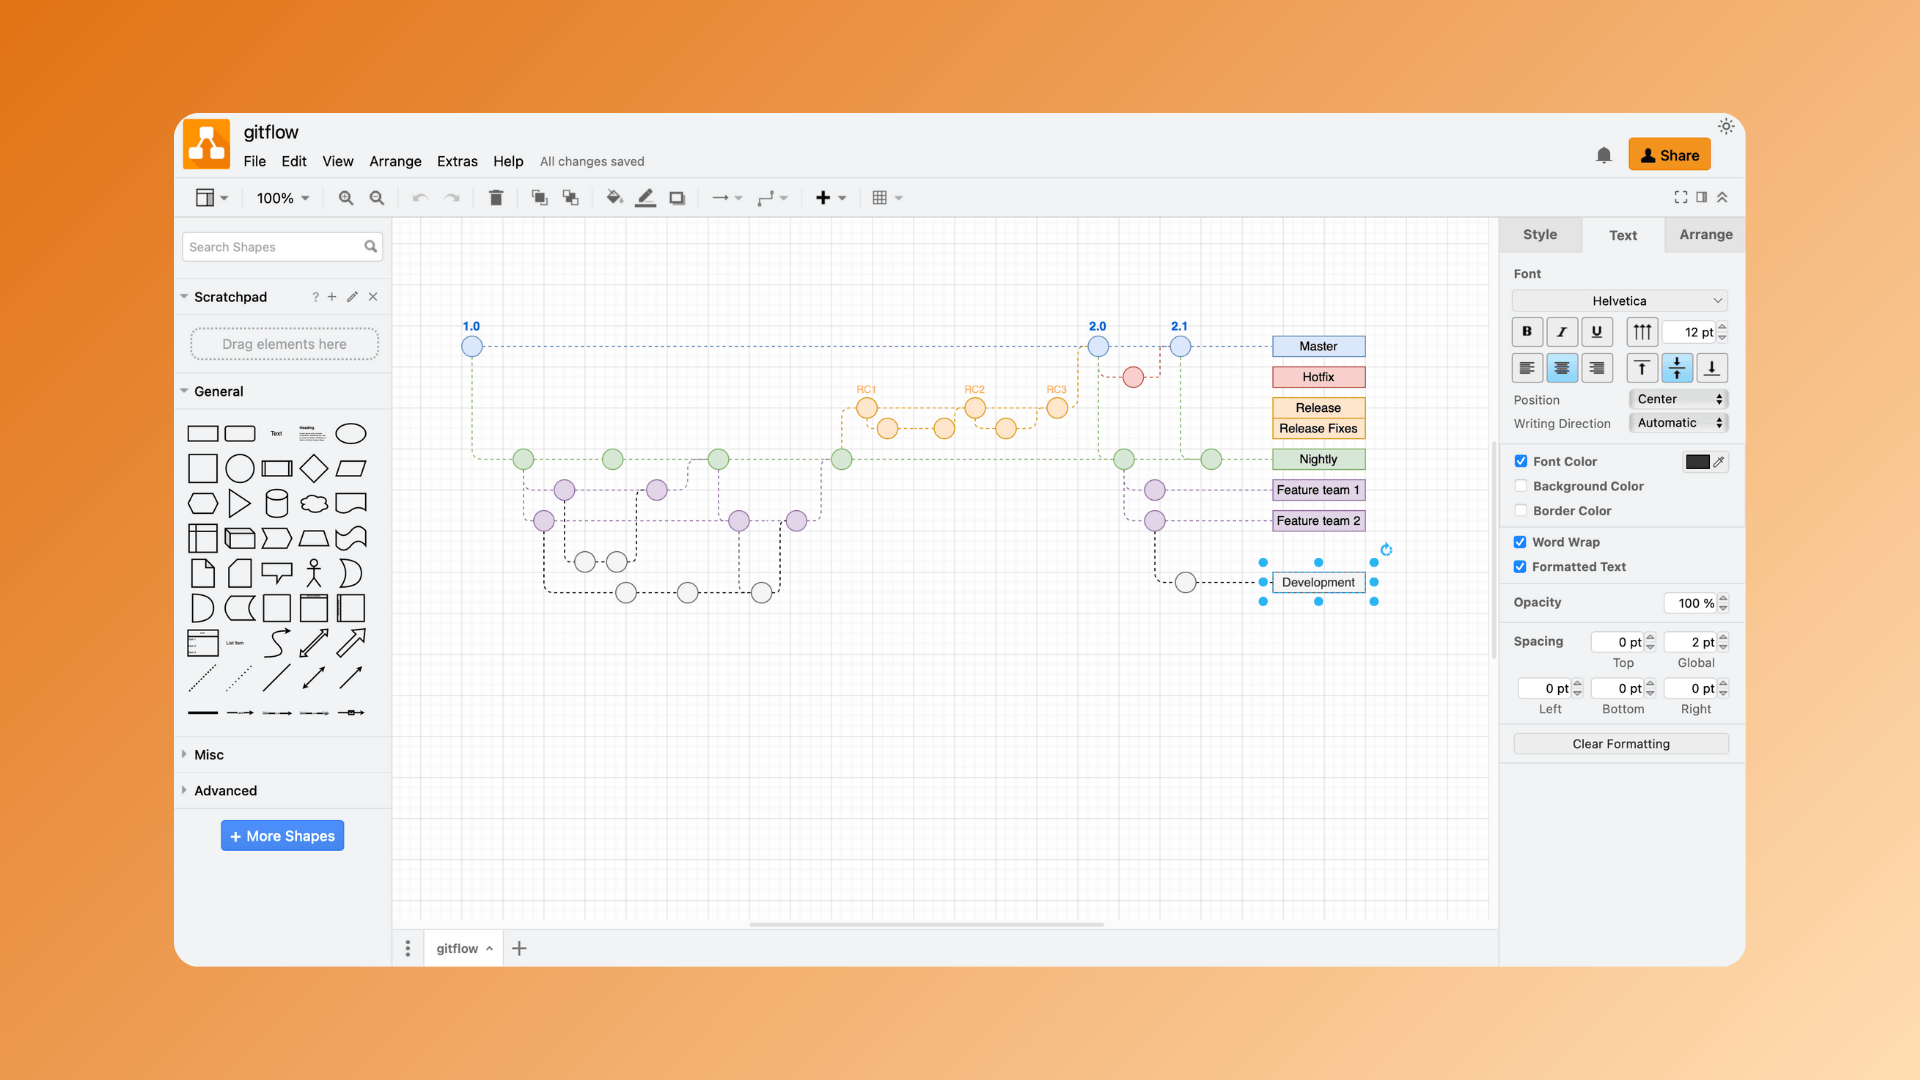 gitflow
File Edit View Arrange Extras Help All changes saved
Share
100%
Search Shapes
Scratchpad ?
Drag elements here
General
Text
Heading
List Item
Misc
Advanced
+ More Shapes
1.0 2.0 2.1
Master
Hotfix
RC1 RC2 RC3
Release
Release Fixes
Nightly
Feature team 1
Feature team 2
Development
gitflow
Style Text Arrange
Font
Helvetica
B I U 12 pt
Position Center
Writing Direction Automatic
Font Color
Background Color
Border Color
Word Wrap
Formatted Text
Opacity 100 %
Spacing 0 pt 2 pt
Top Global
0 pt 0 pt 0 pt
Left Bottom Right
Clear Formatting